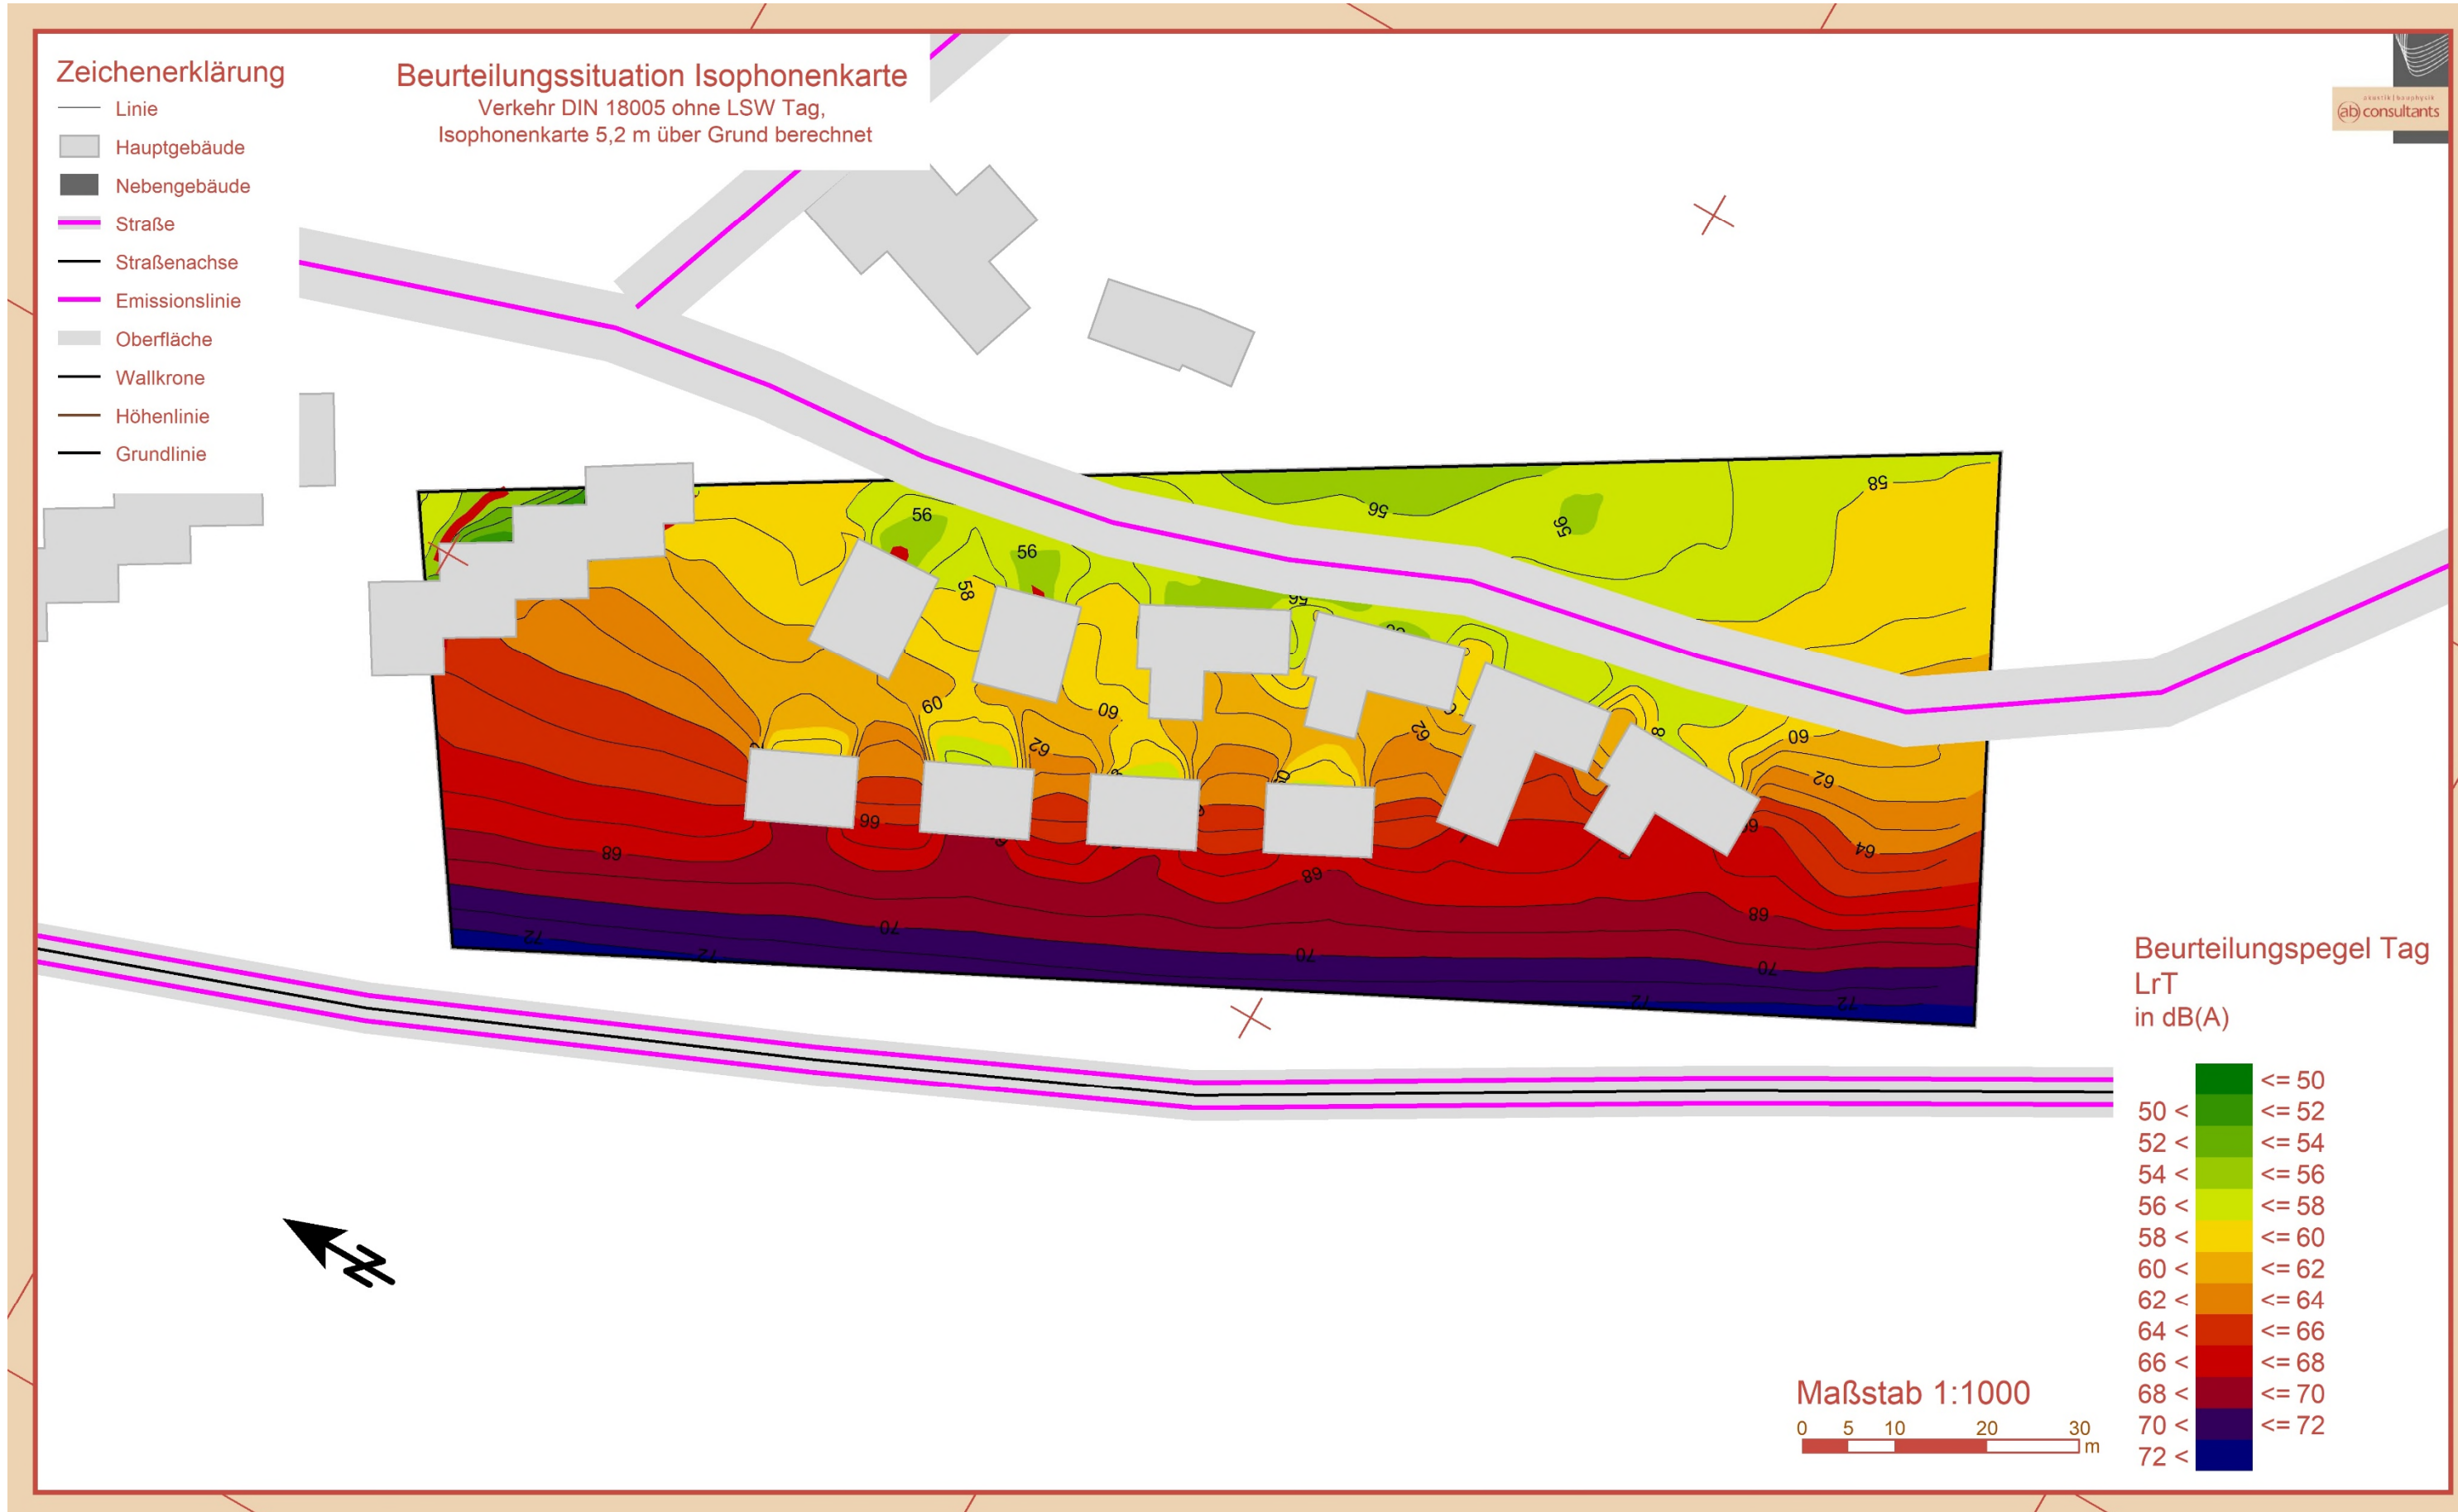 Zeichenerklärung
Linie
Hauptgebäude
Nebengebäude
Straße
Straßenachse
Emissionslinie
Oberfläche
Wallkrone
Höhenlinie
Grundlinie
Beurteilungssituation Isophonenkarte
Verkehr DIN 18005 ohne LSW Tag,
Isophonenkarte 5,2 m über Grund berechnet
akustik | bauphysik
ab consultants
58
56
56
56
56
58
60
60
62
62
60
62
64
66
68
68
68
70
70
70
72
72
72
72
N
Beurteilungspegel Tag
LrT
in dB(A)
<= 50
50 < <= 52
52 < <= 54
54 < <= 56
56 < <= 58
58 < <= 60
60 < <= 62
62 < <= 64
64 < <= 66
66 < <= 68
68 < <= 70
70 < <= 72
72 <
Maßstab 1:1000
0 5 10 20 30
m